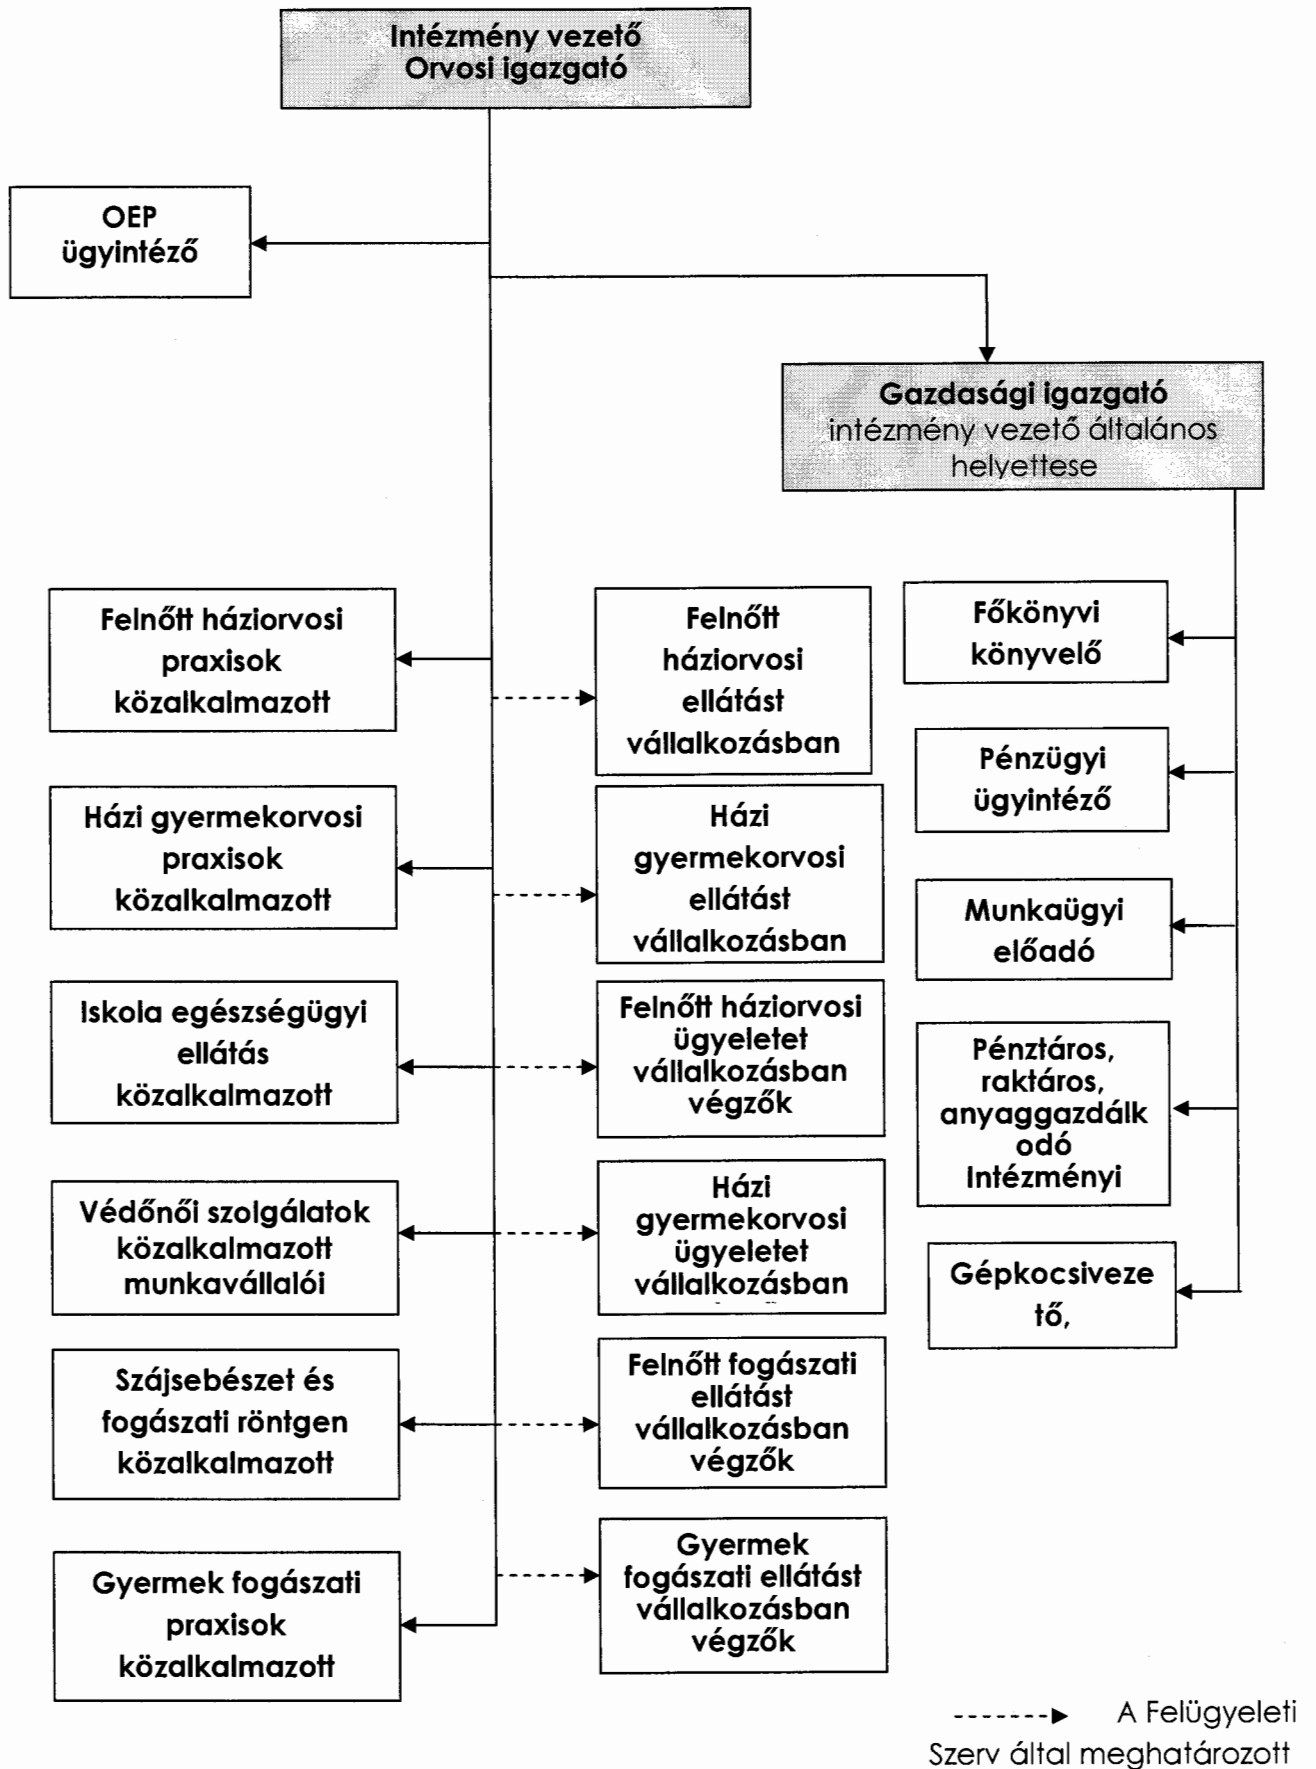 Intézmény vezető
Orvosi igazgató
OEP
ügyintéző
Gazdasági igazgató
intézmény vezető általános
helyettese
Felnőtt háziorvosi
praxisok
közalkalmazott
Felnőtt
háziorvosi
ellátást
vállalkozásban
Főkönyvi
könyvelő
Pénzügyi
ügyintéző
Házi gyermekorvosi
praxisok
közalkalmazott
Házi
gyermekorvosi
ellátást
vállalkozásban
Munkaügyi
előadó
Iskola egészségügyi
ellátás
közalkalmazott
Felnőtt háziorvosi
ügyeletet
vállalkozásban
végzők
Pénztáros,
raktáros,
anyaggazdálk
odó
Intézményi
Védőnői szolgálatok
közalkalmazott
munkavállalói
Házi
gyermekorvosi
ügyeletet
vállalkozásban
Gépkocsiveze
tő,
Szájsebészet és
fogászati röntgen
közalkalmazott
Felnőtt fogászati
ellátást
vállalkozásban
végzők
Gyermek fogászati
praxisok
közalkalmazott
Gyermek
fogászati ellátást
vállalkozásban
végzők
A Felügyeleti
Szerv által meghatározott